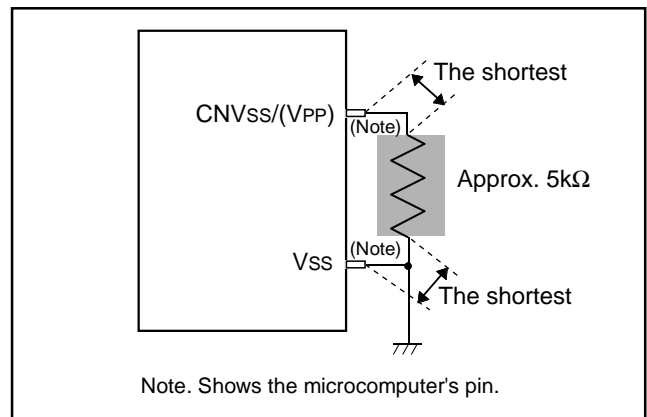 The shortest
CNVSS/(VPP)
(Note)
Approx. 5kΩ
(Note)
VSS
The shortest
Note. Shows the microcomputer's pin.